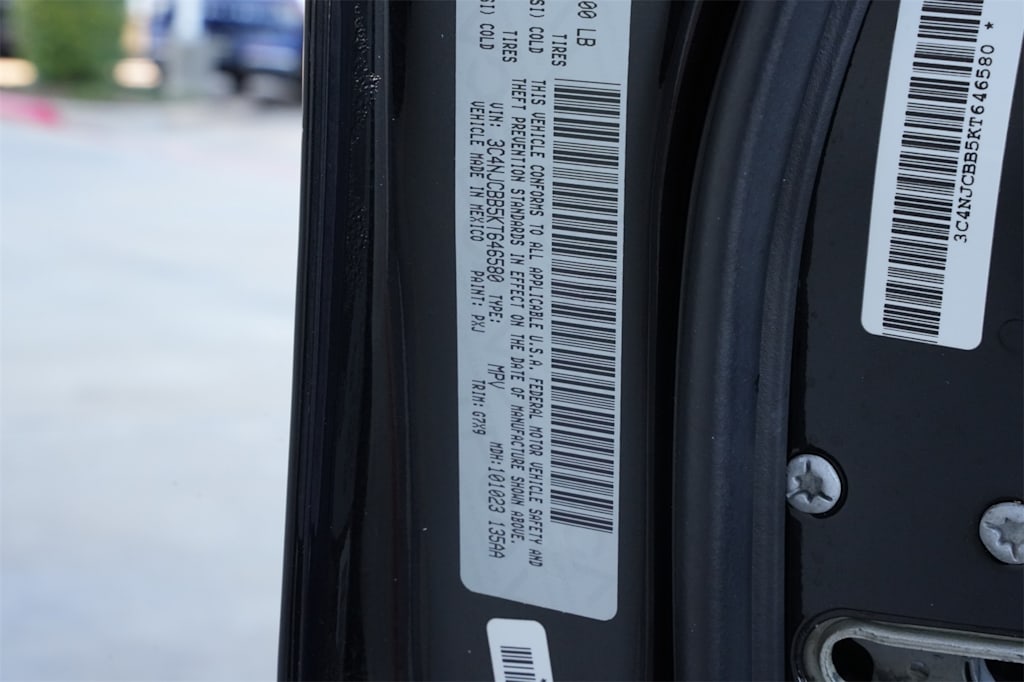 00 LB
TIRES
SI) COLD
TIRES
SI) COLD
THIS VEHICLE CONFORMS TO ALL APPLICABLE U.S.A. FEDERAL MOTOR VEHICLE SAFETY AND
THEFT PREVENTION STANDARDS IN EFFECT ON THE DATE OF MANUFACTURE SHOWN ABOVE.
VIN: 3C4NJCBB5KT646580 TYPE: MPV MDH:101023 135AA
VEHICLE MADE IN MEXICO PAINT: PXJ TRIM: G7X9
3C4NJCBB5KT646580 *